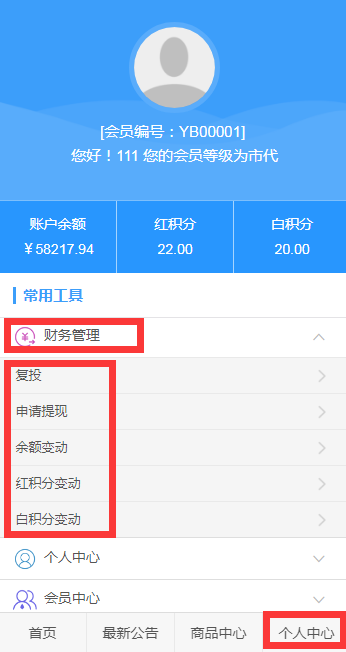 [会员编号：YB00001]
您好！111 您的会员等级为市代
账户余额 红积分 白积分
￥58217.94 22.00 20.00
常用工具
财务管理
复投
申请提现
余额变动
红积分变动
白积分变动
个人中心
会员中心
首页 最新公告 商品中心 个人中心